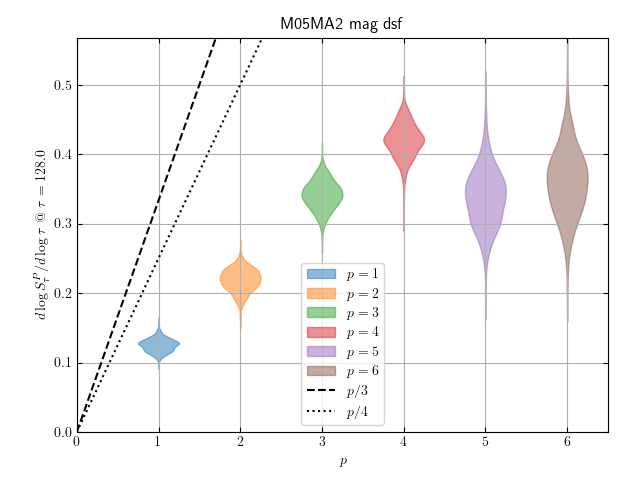 M05MA2 mag dsf
d log S_τ^P / d log τ @ τ = 128.0
0.5
0.4
0.3
0.2
0.1
0.0
0 1 2 3 4 5 6
p
p = 1
p = 2
p = 3
p = 4
p = 5
p = 6
p/3
p/4